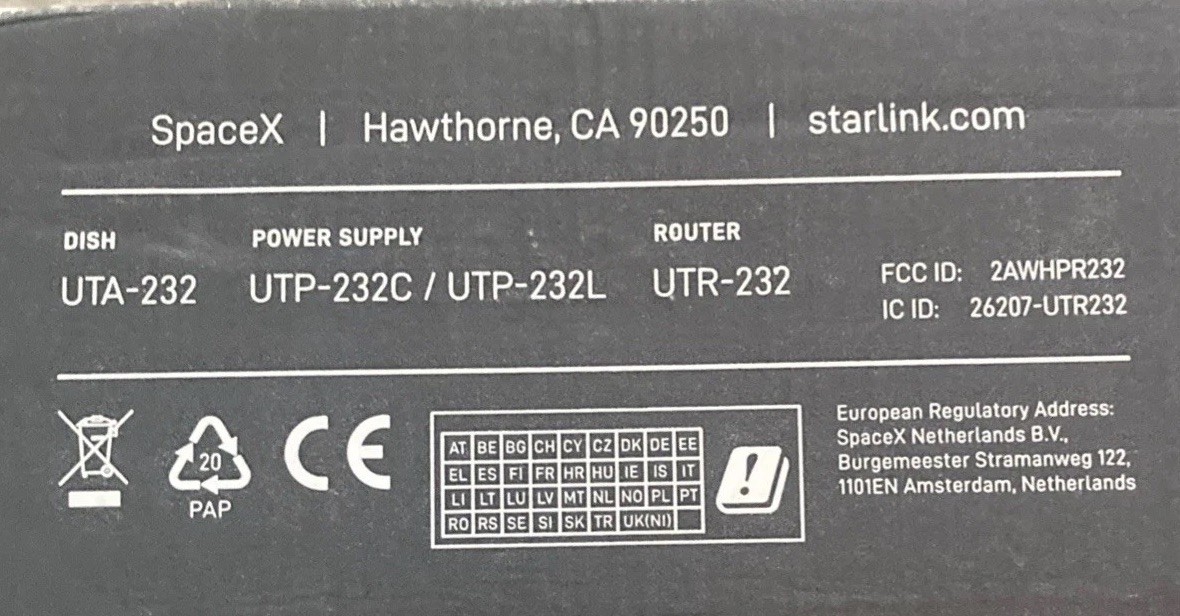 SpaceX | Hawthorne, CA 90250 | starlink.com
DISH POWER SUPPLY ROUTER
UTA-232 UTP-232C / UTP-232L UTR-232
FCC ID: 2AWHPR232
IC ID: 26207-UTR232
20
PAP
CE
AT BE BG CH CY CZ DK DE EE
EL ES FI FR HR HU IE IS IT
LI LT LU LV MT NL NO PL PT
RO RS SE SI SK TR UK(NI)
!
European Regulatory Address:
SpaceX Netherlands B.V.,
Burgemeester Stramanweg 122,
1101EN Amsterdam, Netherlands